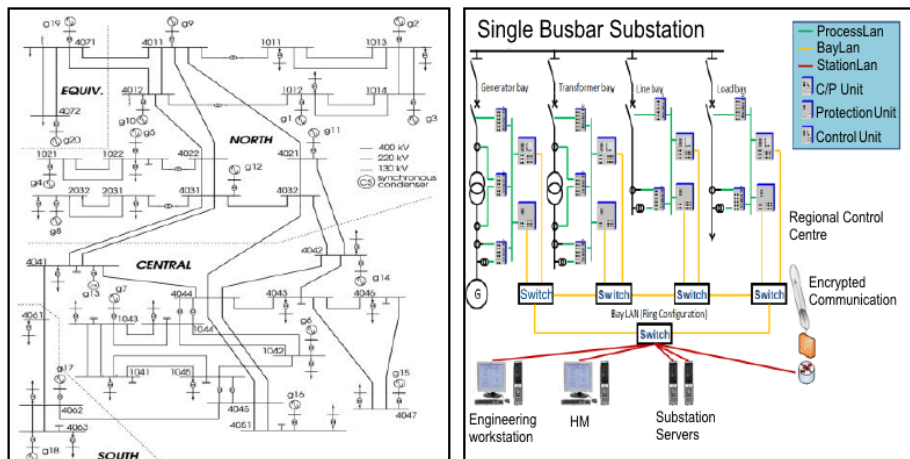 g19
g9
g2
4071
4011
1011
1013
EQUIV.
4012
1012
1014
g10
g1
g3
4072
g5
g11
NORTH
g20
400 kV
220 kV
130 kV
CS synchronous
condenser
1021
1022
4022
g12
4021
g4
2032
2031
4031
4032
g8
CENTRAL
4042
4041
g13
g7
g14
4044
4043
4046
4061
1043
1044
g6
1042
g17
1041
1045
g15
g16
4062
4045
4047
4063
4051
g18
SOUTH
Single Busbar Substation
ProcessLan
BayLan
StationLan
C/P Unit
Protection Unit
Control Unit
Generator bay
Transformer bay
Line bay
Load bay
Regional Control
Centre
Encrypted
Communication
G
Switch
Switch
Switch
Switch
Bay LAN (Ring Configuration)
Switch
Engineering
workstation
HM
Substation
Servers